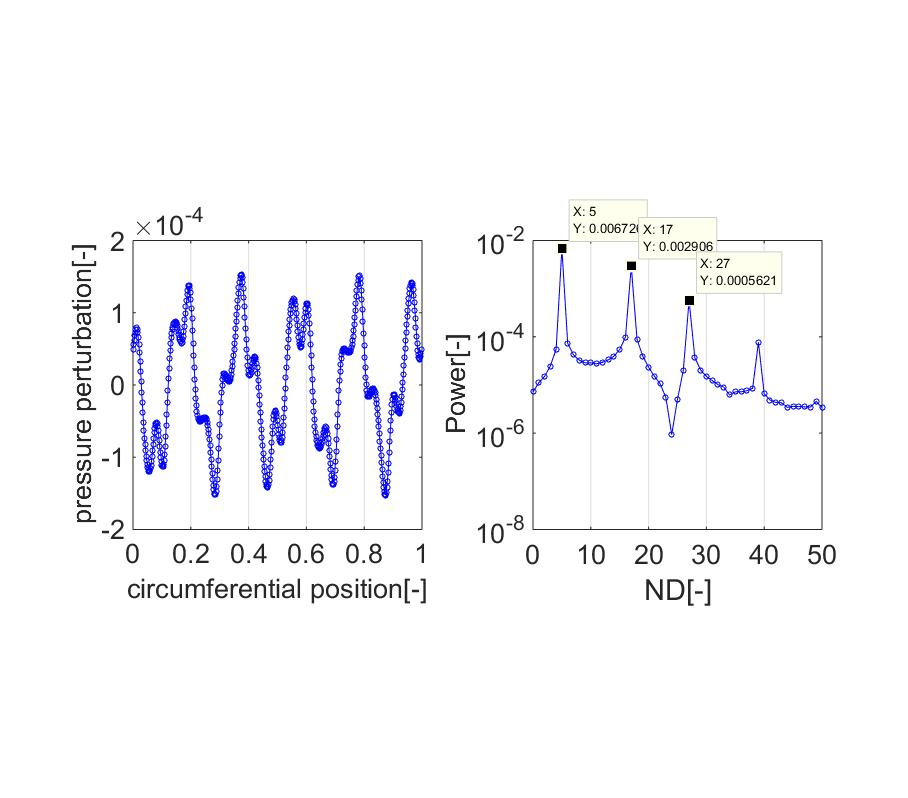 ×10-4
2
1
0
-1
-2
pressure perturbation[-]
0 0.2 0.4 0.6 0.8 1
circumferential position[-]
X: 5
Y: 0.006726
X: 17
Y: 0.002906
X: 27
Y: 0.0005621
10-2
10-4
10-6
10-8
Power[-]
0 10 20 30 40 50
ND[-]